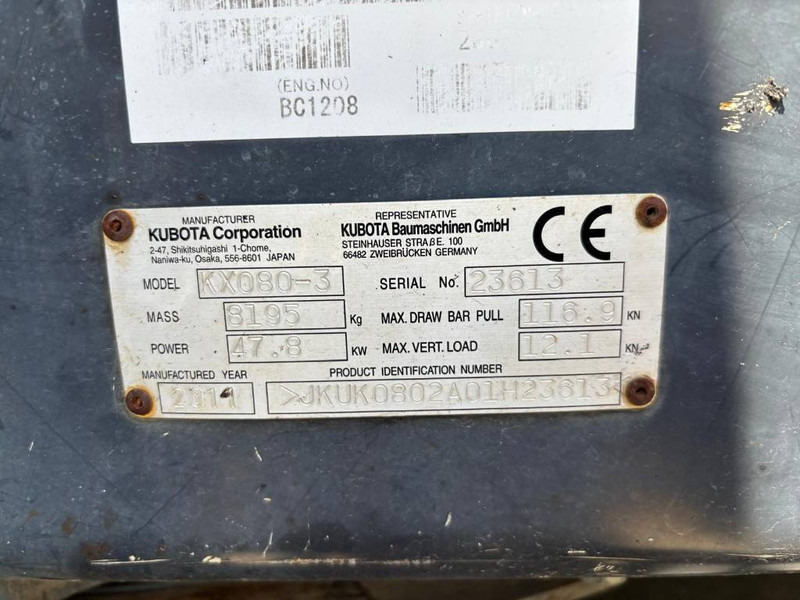 (ENG.NO)
BC1208
MANUFACTURER
KUBOTA Corporation
2-47, Shikitsuhigashi 1-Chome,
Naniwa-ku, Osaka, 556-8601 JAPAN
REPRESENTATIVE
KUBOTA Baumaschinen GmbH
STEINHAUSER STRAßE. 100
66482 ZWEIBRÜCKEN GERMANY
CE
MODEL KX080-3 SERIAL No. 23613
MASS 8195 Kg MAX. DRAW BAR PULL 116.9 KN
POWER 47.8 KW MAX. VERT. LOAD 12.1 KN
MANUFACTURED YEAR PRODUCT IDENTIFICATION NUMBER
2011 >JKUK0802A01H23613<